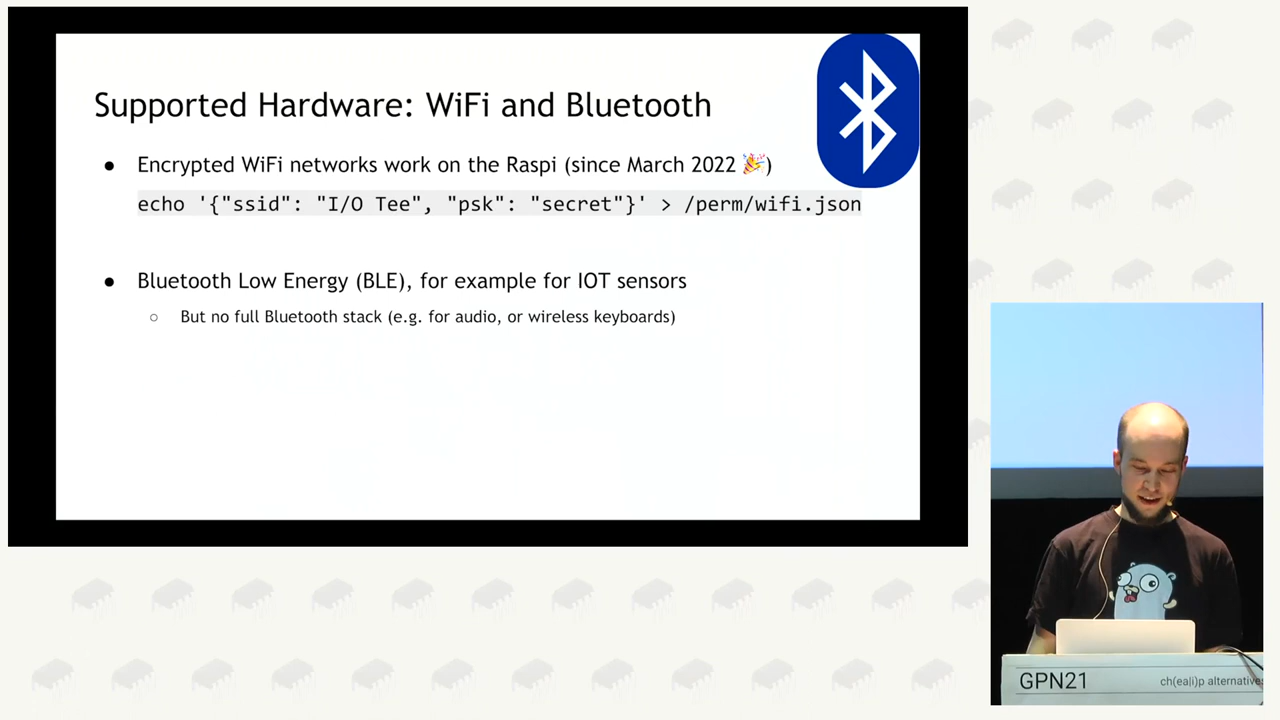 Supported Hardware: WiFi and Bluetooth
● Encrypted WiFi networks work on the Raspi (since March 2022 🎉)
echo '{"ssid": "I/O Tee", "psk": "secret"}' > /perm/wifi.json
● Bluetooth Low Energy (BLE), for example for IOT sensors
○ But no full Bluetooth stack (e.g. for audio, or wireless keyboards)
GPN21
ch(ea|i)p alternative